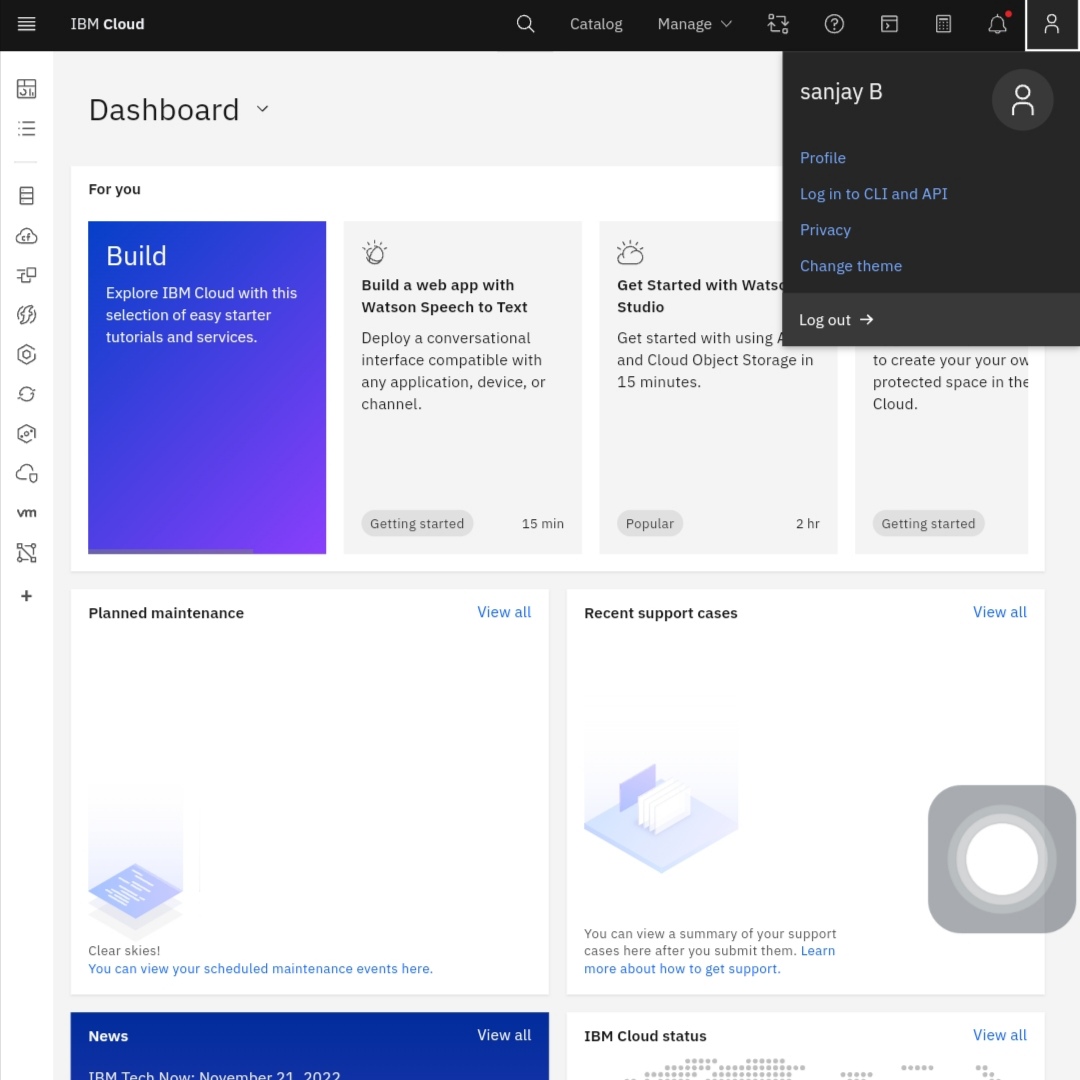 IBM Cloud
Catalog
Manage
sanjay B
Profile
Log in to CLI and API
Privacy
Change theme
Log out
Dashboard
For you
Build
Explore IBM Cloud with this
selection of easy starter
tutorials and services.
Build a web app with
Watson Speech to Text
Deploy a conversational
interface compatible with
any application, device, or
channel.
Getting started
15 min
Get Started with
Studio
Get started with using
and Cloud Object Storage in
15 minutes.
Popular
2 hr
to create your your
protected space in the
Cloud.
Getting started
cf
vm
Planned maintenance
View all
Clear skies!
You can view your scheduled maintenance events here.
Recent support cases
View all
You can view a summary of your support
cases here after you submit them. Learn
more about how to get support.
News
View all
IBM Tech Now: November 21, 2022
IBM Cloud status
View all